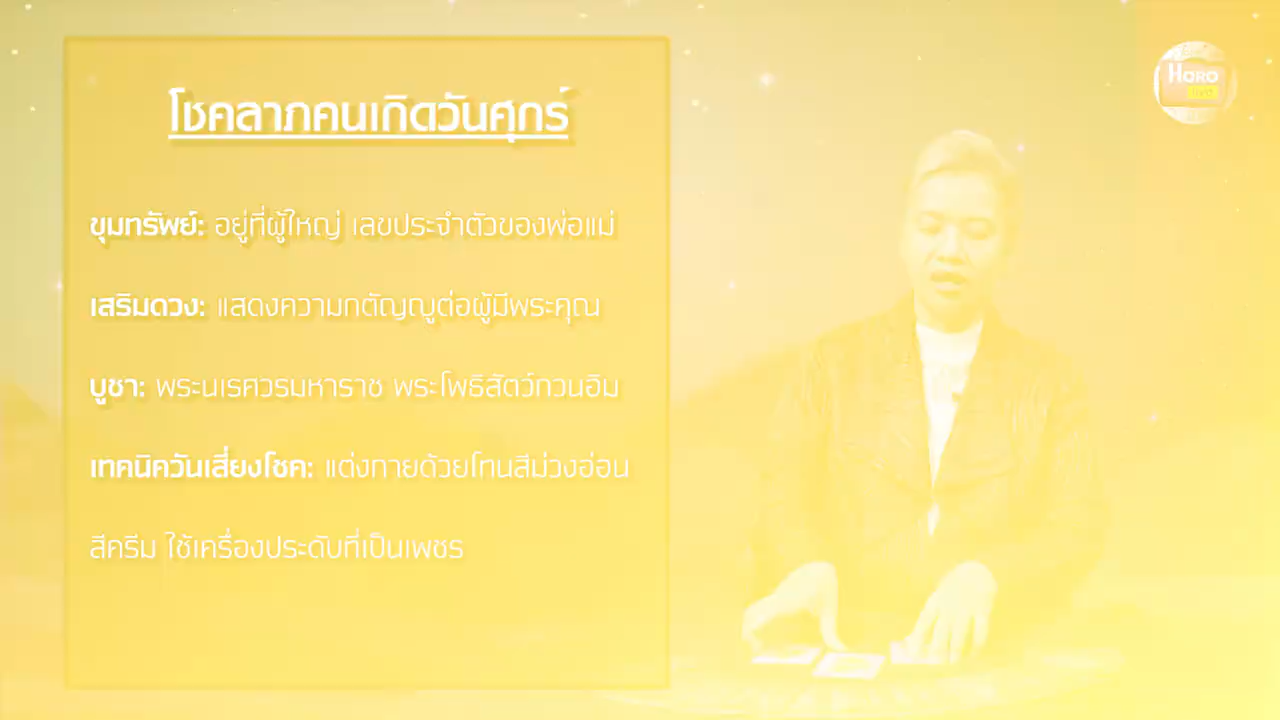 โชคลาภคนเกิดวันศุกร์
ขุมทรัพย์: อยู่ที่ผู้ใหญ่ เลขประจำตัวของพ่อแม่
เสริมดวง: แสดงความกตัญญูต่อผู้มีพระคุณ
บูชา: พระนเรศวรมหาราช พระโพธิสัตว์กวนอิม
เทคนิควันเสี่ยงโชค: แต่งกายด้วยโทนสีม่วงอ่อน
สีครีม ใช้เครื่องประดับที่เป็นเพชร
HORO